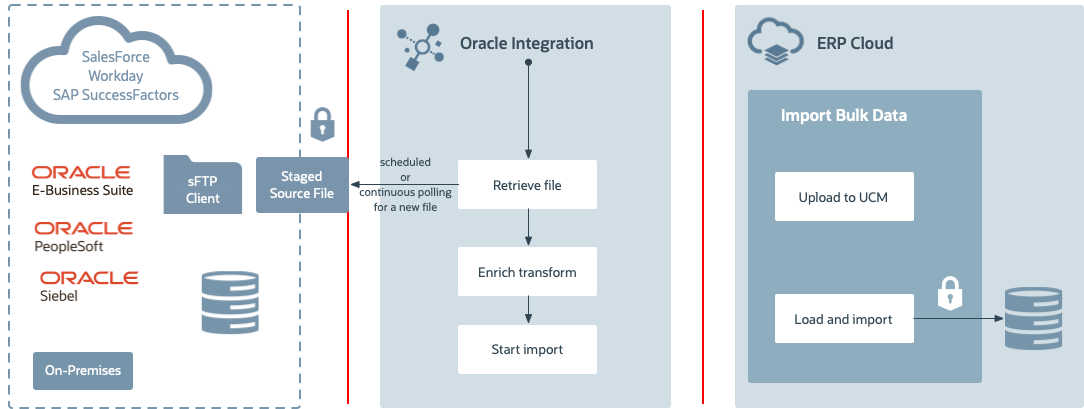 SalesForce
Workday
SAP SuccessFactors
ORACLE
E-Business Suite
ORACLE
PeopleSoft
ORACLE
Siebel
On-Premises
sFTP
Client
Staged
Source File
Oracle Integration
scheduled
or
continuous polling
for a new file
Retrieve file
Enrich transform
Start import
ERP Cloud
Import Bulk Data
Upload to UCM
Load and import